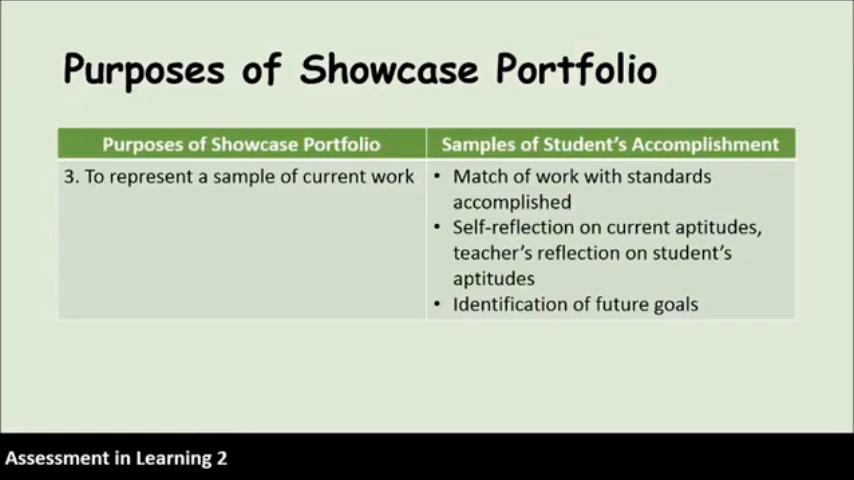 Purposes of Showcase Portfolio
Purposes of Showcase Portfolio
Samples of Student's Accomplishment
3. To represent a sample of current work
• Match of work with standards
accomplished
• Self-reflection on current aptitudes,
teacher's reflection on student's
aptitudes
• Identification of future goals
Assessment in Learning 2